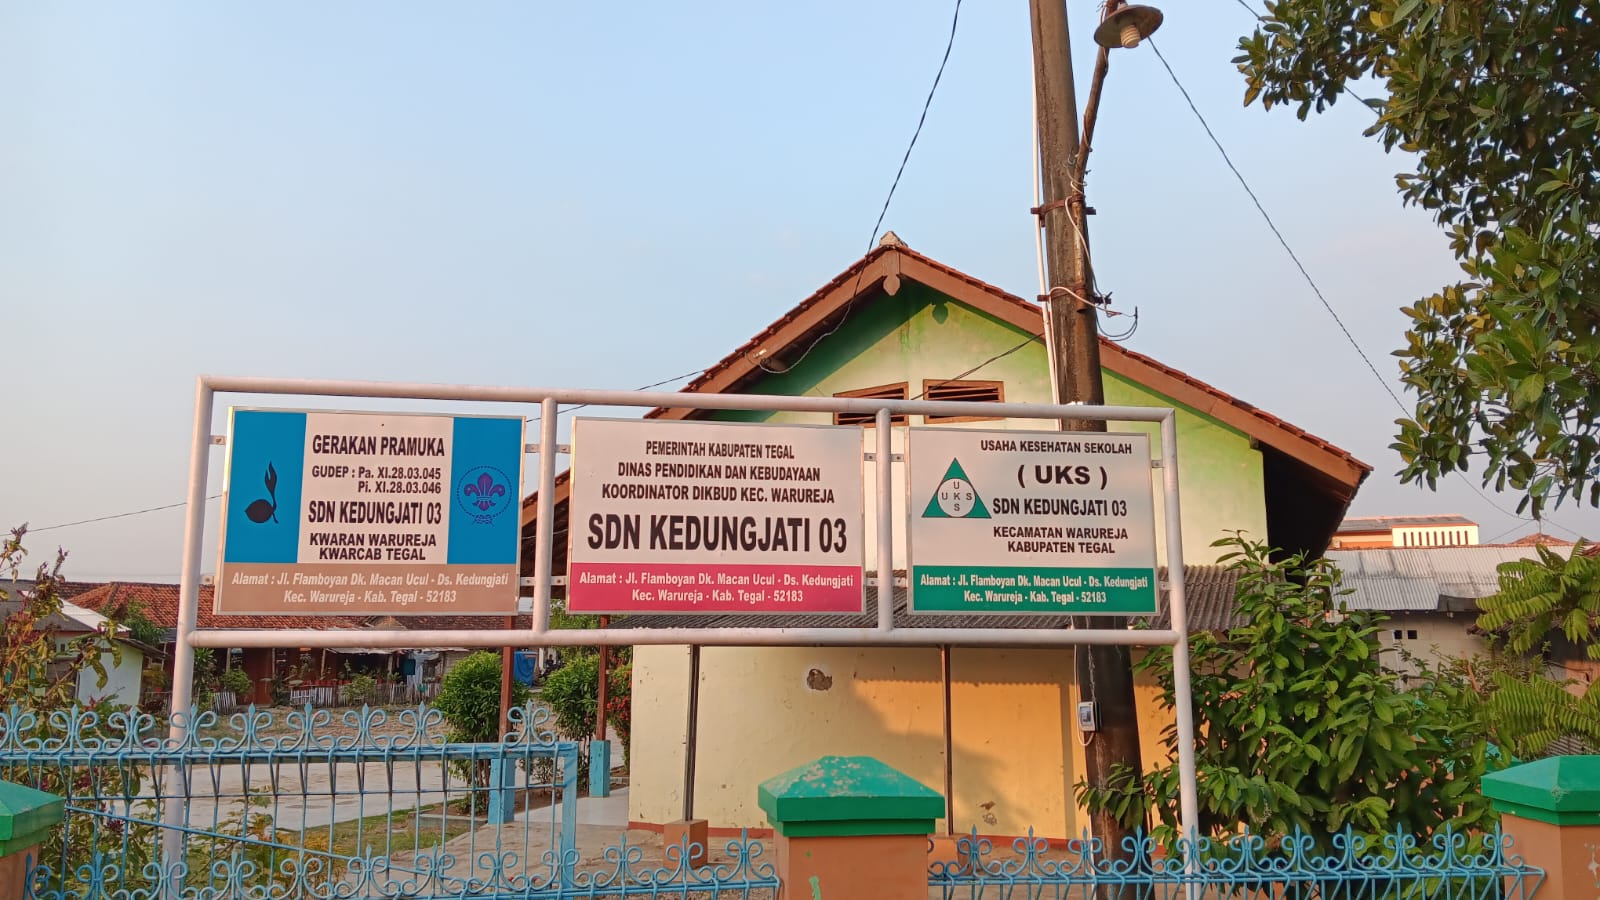 GERAKAN PRAMUKA
GUDEP : Pa. XI.28.03.045
Pi. XI.28.03.046
SDN KEDUNGJATI 03
KWARAN WARUREJA
KWARCAB TEGAL
Alamat : Jl. Flamboyan Dk. Macan Ucul - Ds. Kedungjati
Kec. Warureja - Kab. Tegal - 52183
PEMERINTAH KABUPATEN TEGAL
DINAS PENDIDIKAN DAN KEBUDAYAAN
KOORDINATOR DIKBUD KEC. WARUREJA
SDN KEDUNGJATI 03
Alamat : Jl. Flamboyan Dk. Macan Ucul - Ds. Kedungjati
Kec. Warureja - Kab. Tegal - 52183
USAHA KESEHATAN SEKOLAH
( UKS )
U
U K S
S
SDN KEDUNGJATI 03
KECAMATAN WARUREJA
KABUPATEN TEGAL
Alamat : Jl. Flamboyan Dk. Macan Ucul - Ds. Kedungjati
Kec. Warureja - Kab. Tegal - 52183